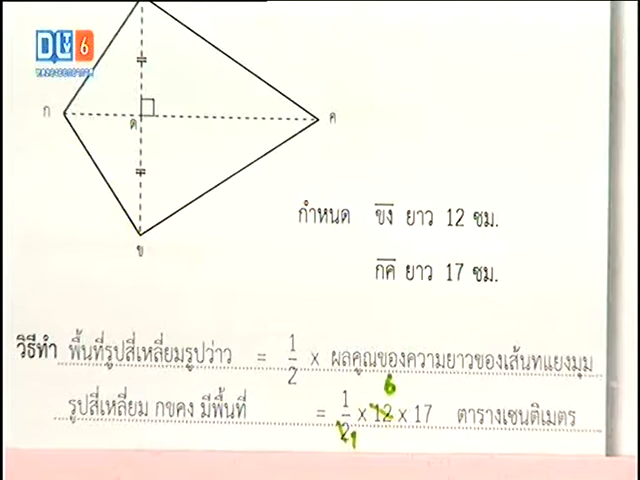 DLTV 6
ก
ค
ด
ข
กำหนด ขง ยาว 12 ซม.
กค ยาว 17 ซม.
วิธีทำ พื้นที่รูปสี่เหลี่ยมรูปว่าว = 1/2 × ผลคูณของความยาวของเส้นทแยงมุม
6
รูปสี่เหลี่ยม กขคง มีพื้นที่ = 1/2 × 12 × 17 ตารางเซนติเมตร
1